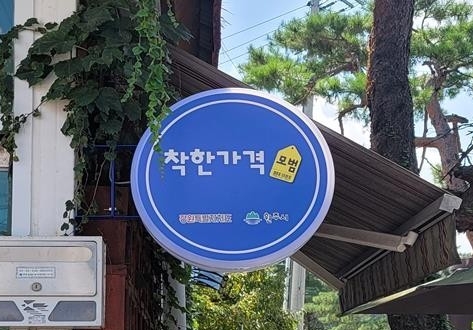 착한가격
모범
강원특별자치도
원주시